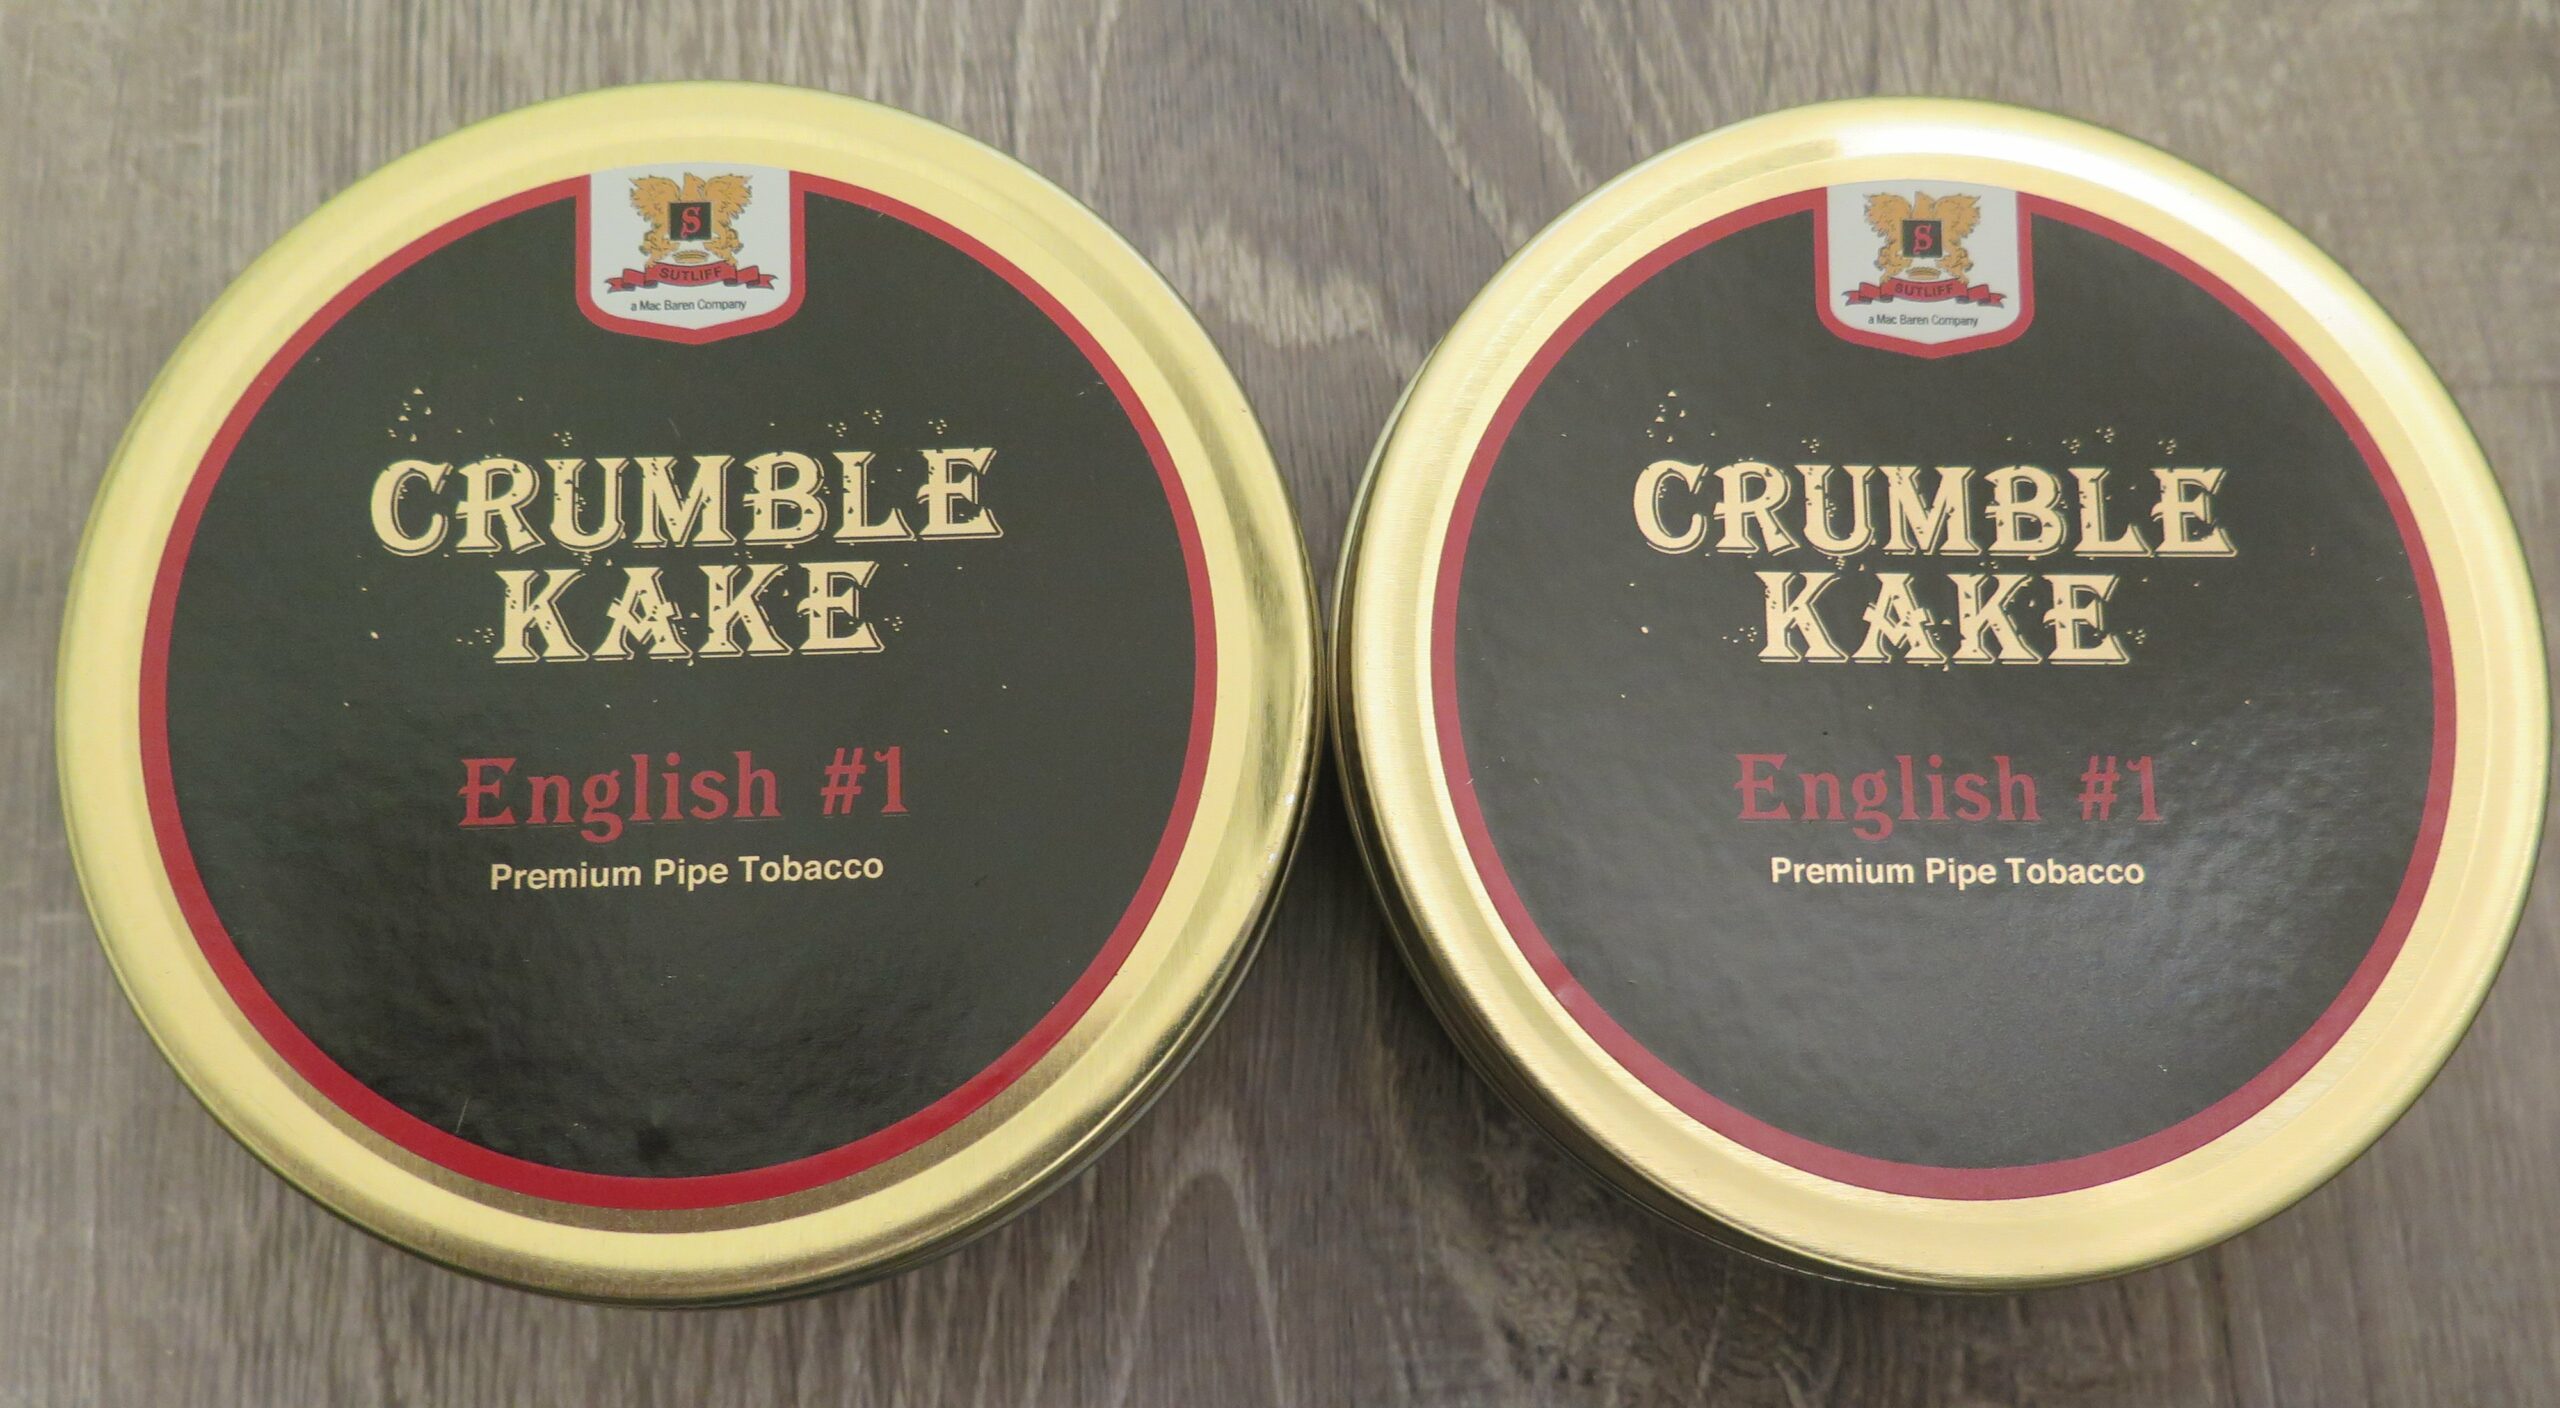 S
SUTLIFF
a Mac Baren Company
CRUMBLE
KAKE
English #1
Premium Pipe Tobacco
S
SUTLIFF
a Mac Baren Company
CRUMBLE
KAKE
English #1
Premium Pipe Tobacco